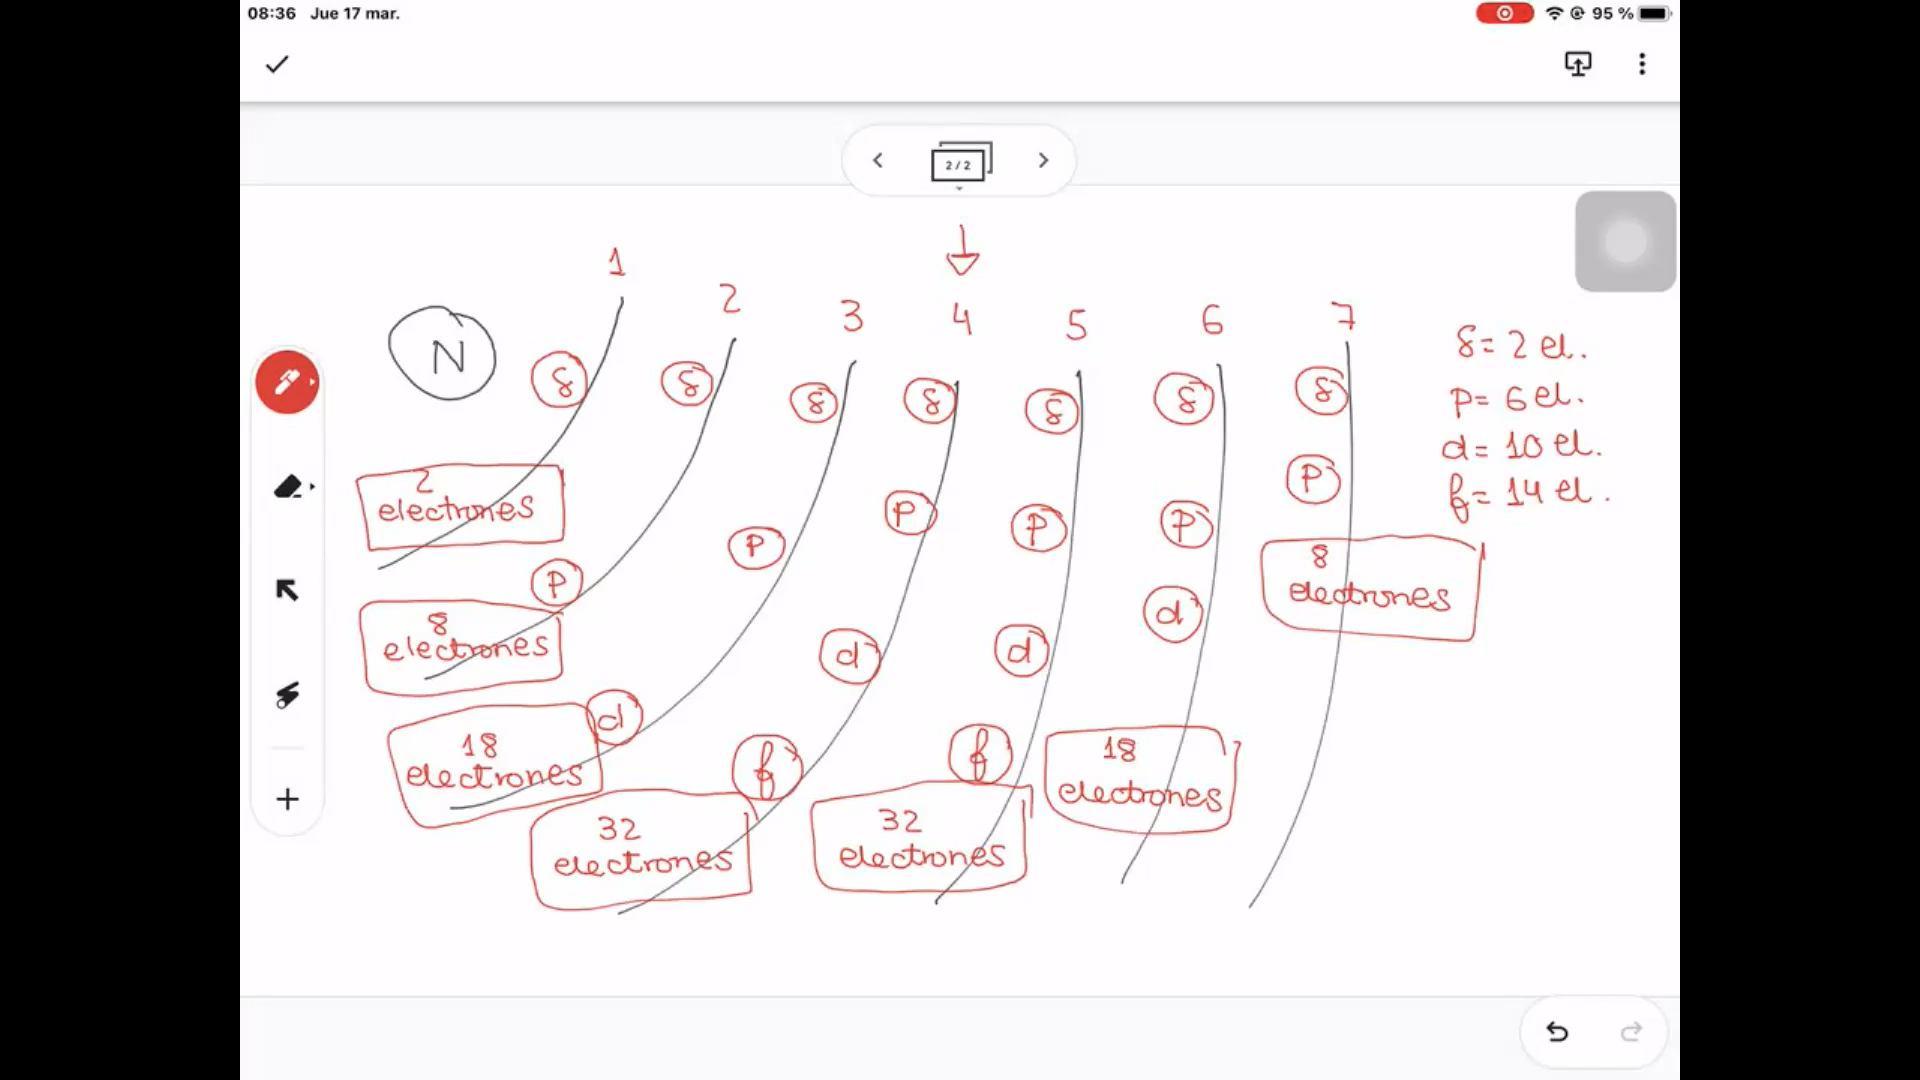 08:36 Jue 17 mar.
95 %
2 / 2
1
2
3
4
5
6
7
N
s
s
s
s
s
s
s
s= 2 el.
p= 6 el.
d= 10 el.
f= 14 el.
p
p
p
p
p
p
2
electrones
8
electrones
8
electrones
d
d
d
d
18
electrones
f
f
18
electrones
32
electrones
32
electrones